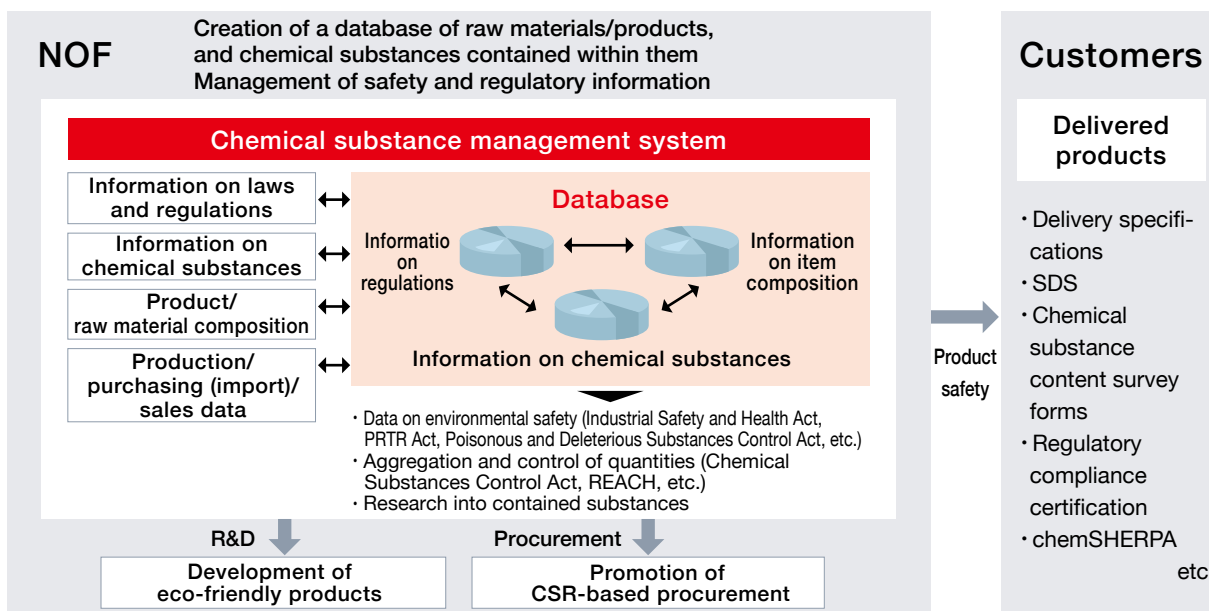 NOF
Creation of a database of raw materials/products,
and chemical substances contained within them
Management of safety and regulatory information
Chemical substance management system
Information on laws
and regulations
Information on
chemical substances
Product/
raw material composition
Production/
purchasing (import)/
sales data
Database
Informatio
on
regulations
Information
on item
composition
Information on chemical substances
・Data on environmental safety (Industrial Safety and Health Act,
PRTR Act, Poisonous and Deleterious Substances Control Act, etc.)
・Aggregation and control of quantities (Chemical
Substances Control Act, REACH, etc.)
・Research into contained substances
R&D
Development of
eco-friendly products
Procurement
Promotion of
CSR-based procurement
Product
safety
Customers
Delivered
products
・Delivery specifi-
cations
・SDS
・Chemical
substance
content survey
forms
・Regulatory
compliance
certification
・chemSHERPA
etc